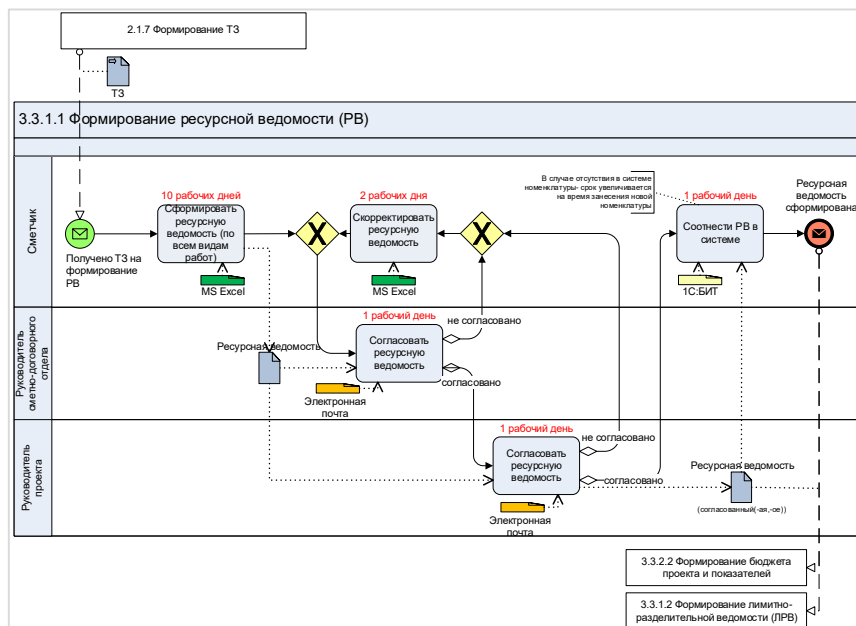 2.1.7 Формирование ТЗ
ТЗ
3.3.1.1 Формирование ресурсной ведомости (РВ)
Сметчик
Получено ТЗ на
формирование
РВ
10 рабочих дней
Сформировать
ресурсную
ведомость (по
всем видам
работ)
MS Excel
2 рабочих дня
Скорректировать
ресурсную
ведомость
MS Excel
В случае отсутствия в системе
номенклатуры- срок увеличивается
на время занесения новой
номенклатуры
1 рабочий день
Соотнести РВ в
системе
1С:БИТ
Ресурсная
ведомость
сформирована
Руководитель
сметно-договорного
отдела
Ресурсная ведомость
1 рабочий день
Согласовать
ресурсную
ведомость
не согласовано
согласовано
Электронная
почта
Руководитель
проекта
1 рабочий день
Согласовать
ресурсную
ведомость
не согласовано
согласовано
Электронная
почта
Ресурсная ведомость
(согласованный(-ая,-ое))
3.3.2.2 Формирование бюджета
проекта и показателей
3.3.1.2 Формирование лимитно-
разделительной ведомости (ЛРВ)